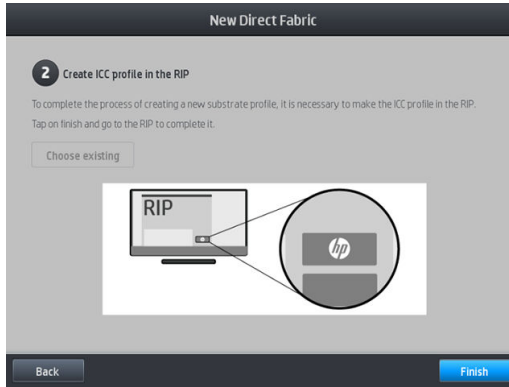 New Direct Fabric
2 Create ICC profile in the RIP
To complete the process of creating a new substrate profile, it is necessary to make the ICC profile in the RIP.
Tap on finish and go to the RIP to complete it.
Choose existing
RIP
hp
Back
Finish